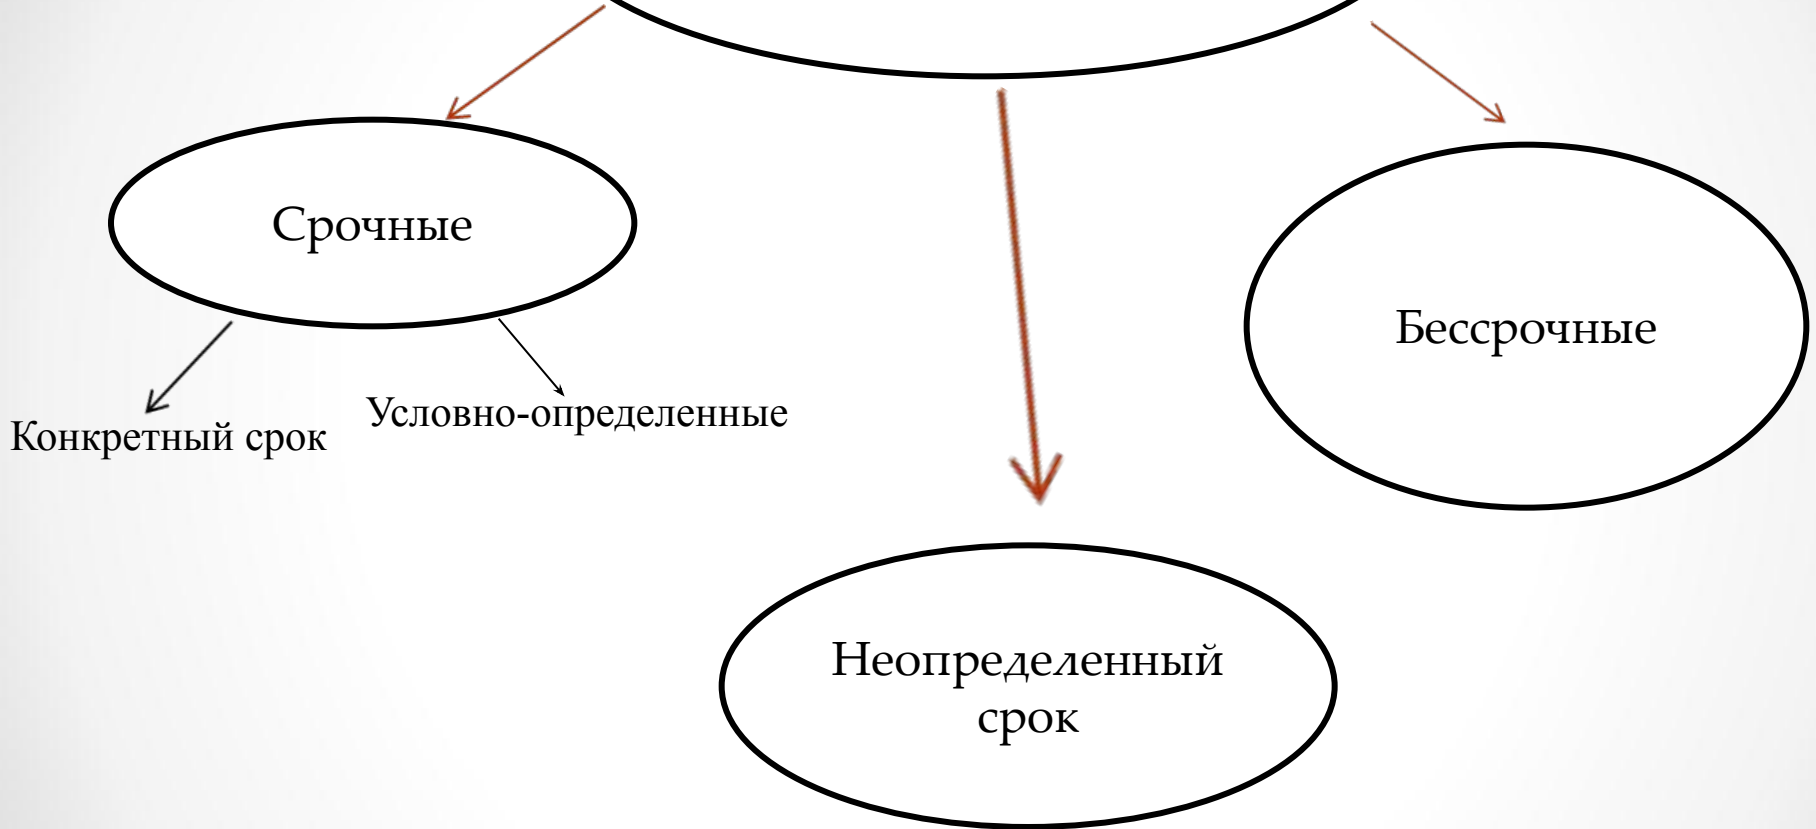 Срочные
Бессрочные
Условно-определенные
Конкретный срок
Неопределенный
срок